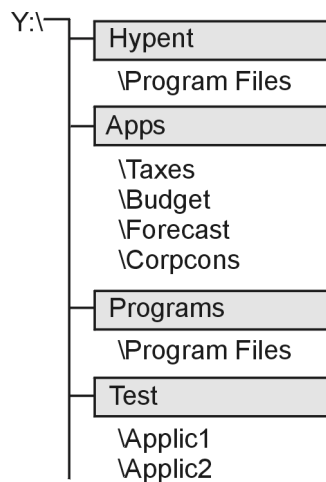 Y:\
Hypent
\Program Files
Apps
\Taxes
\Budget
\Forecast
\Corpcons
Programs
\Program Files
Test
\Applic1
\Applic2